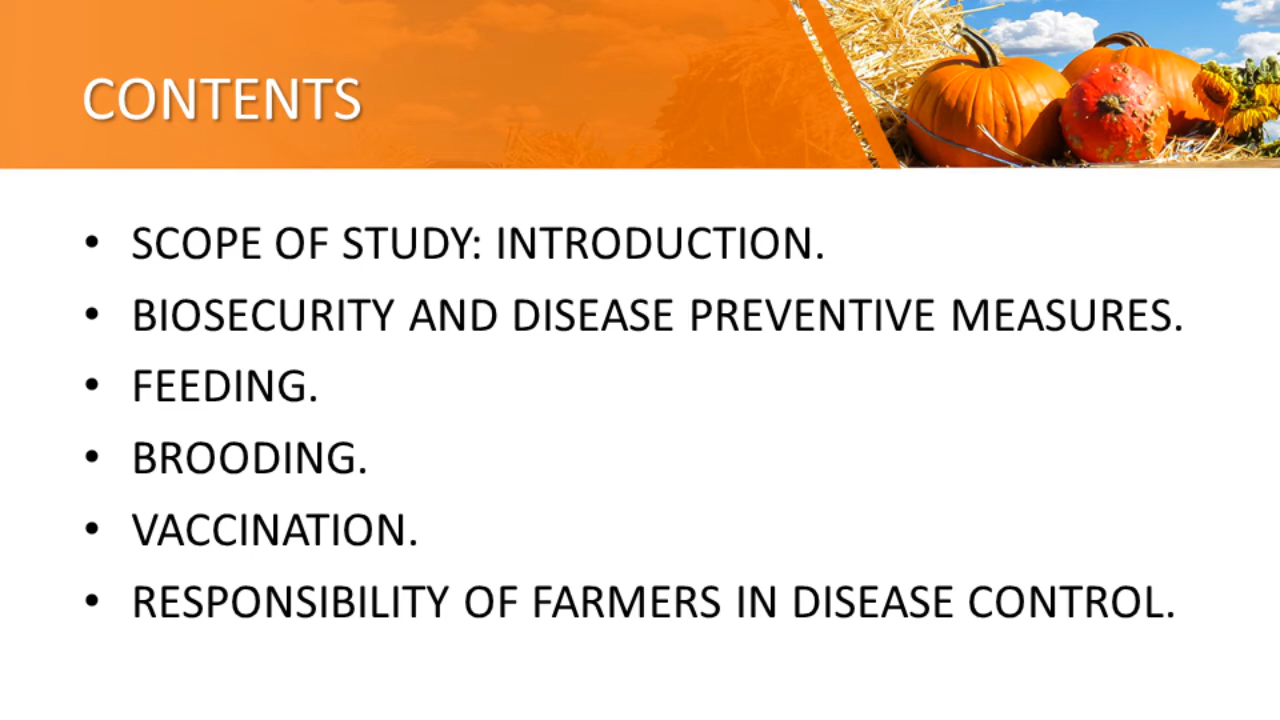 CONTENTS
• SCOPE OF STUDY: INTRODUCTION.
• BIOSECURITY AND DISEASE PREVENTIVE MEASURES.
• FEEDING.
• BROODING.
• VACCINATION.
• RESPONSIBILITY OF FARMERS IN DISEASE CONTROL.